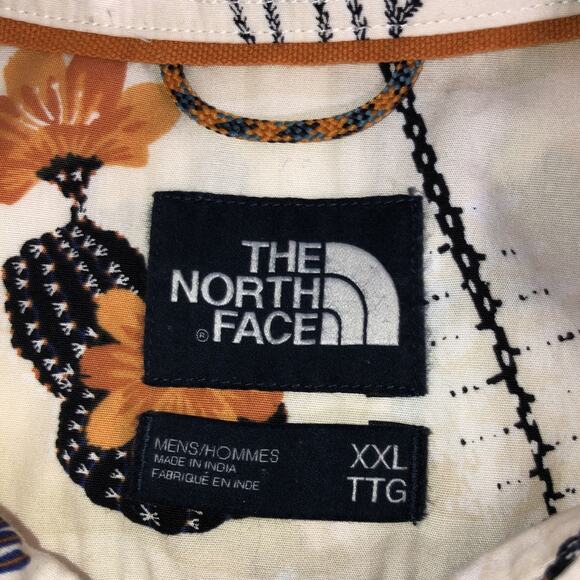 THE
NORTH
® FACE
MENS/HOMMES
MADE IN INDIA
FABRIQUÉ EN INDE
XXL
TTG